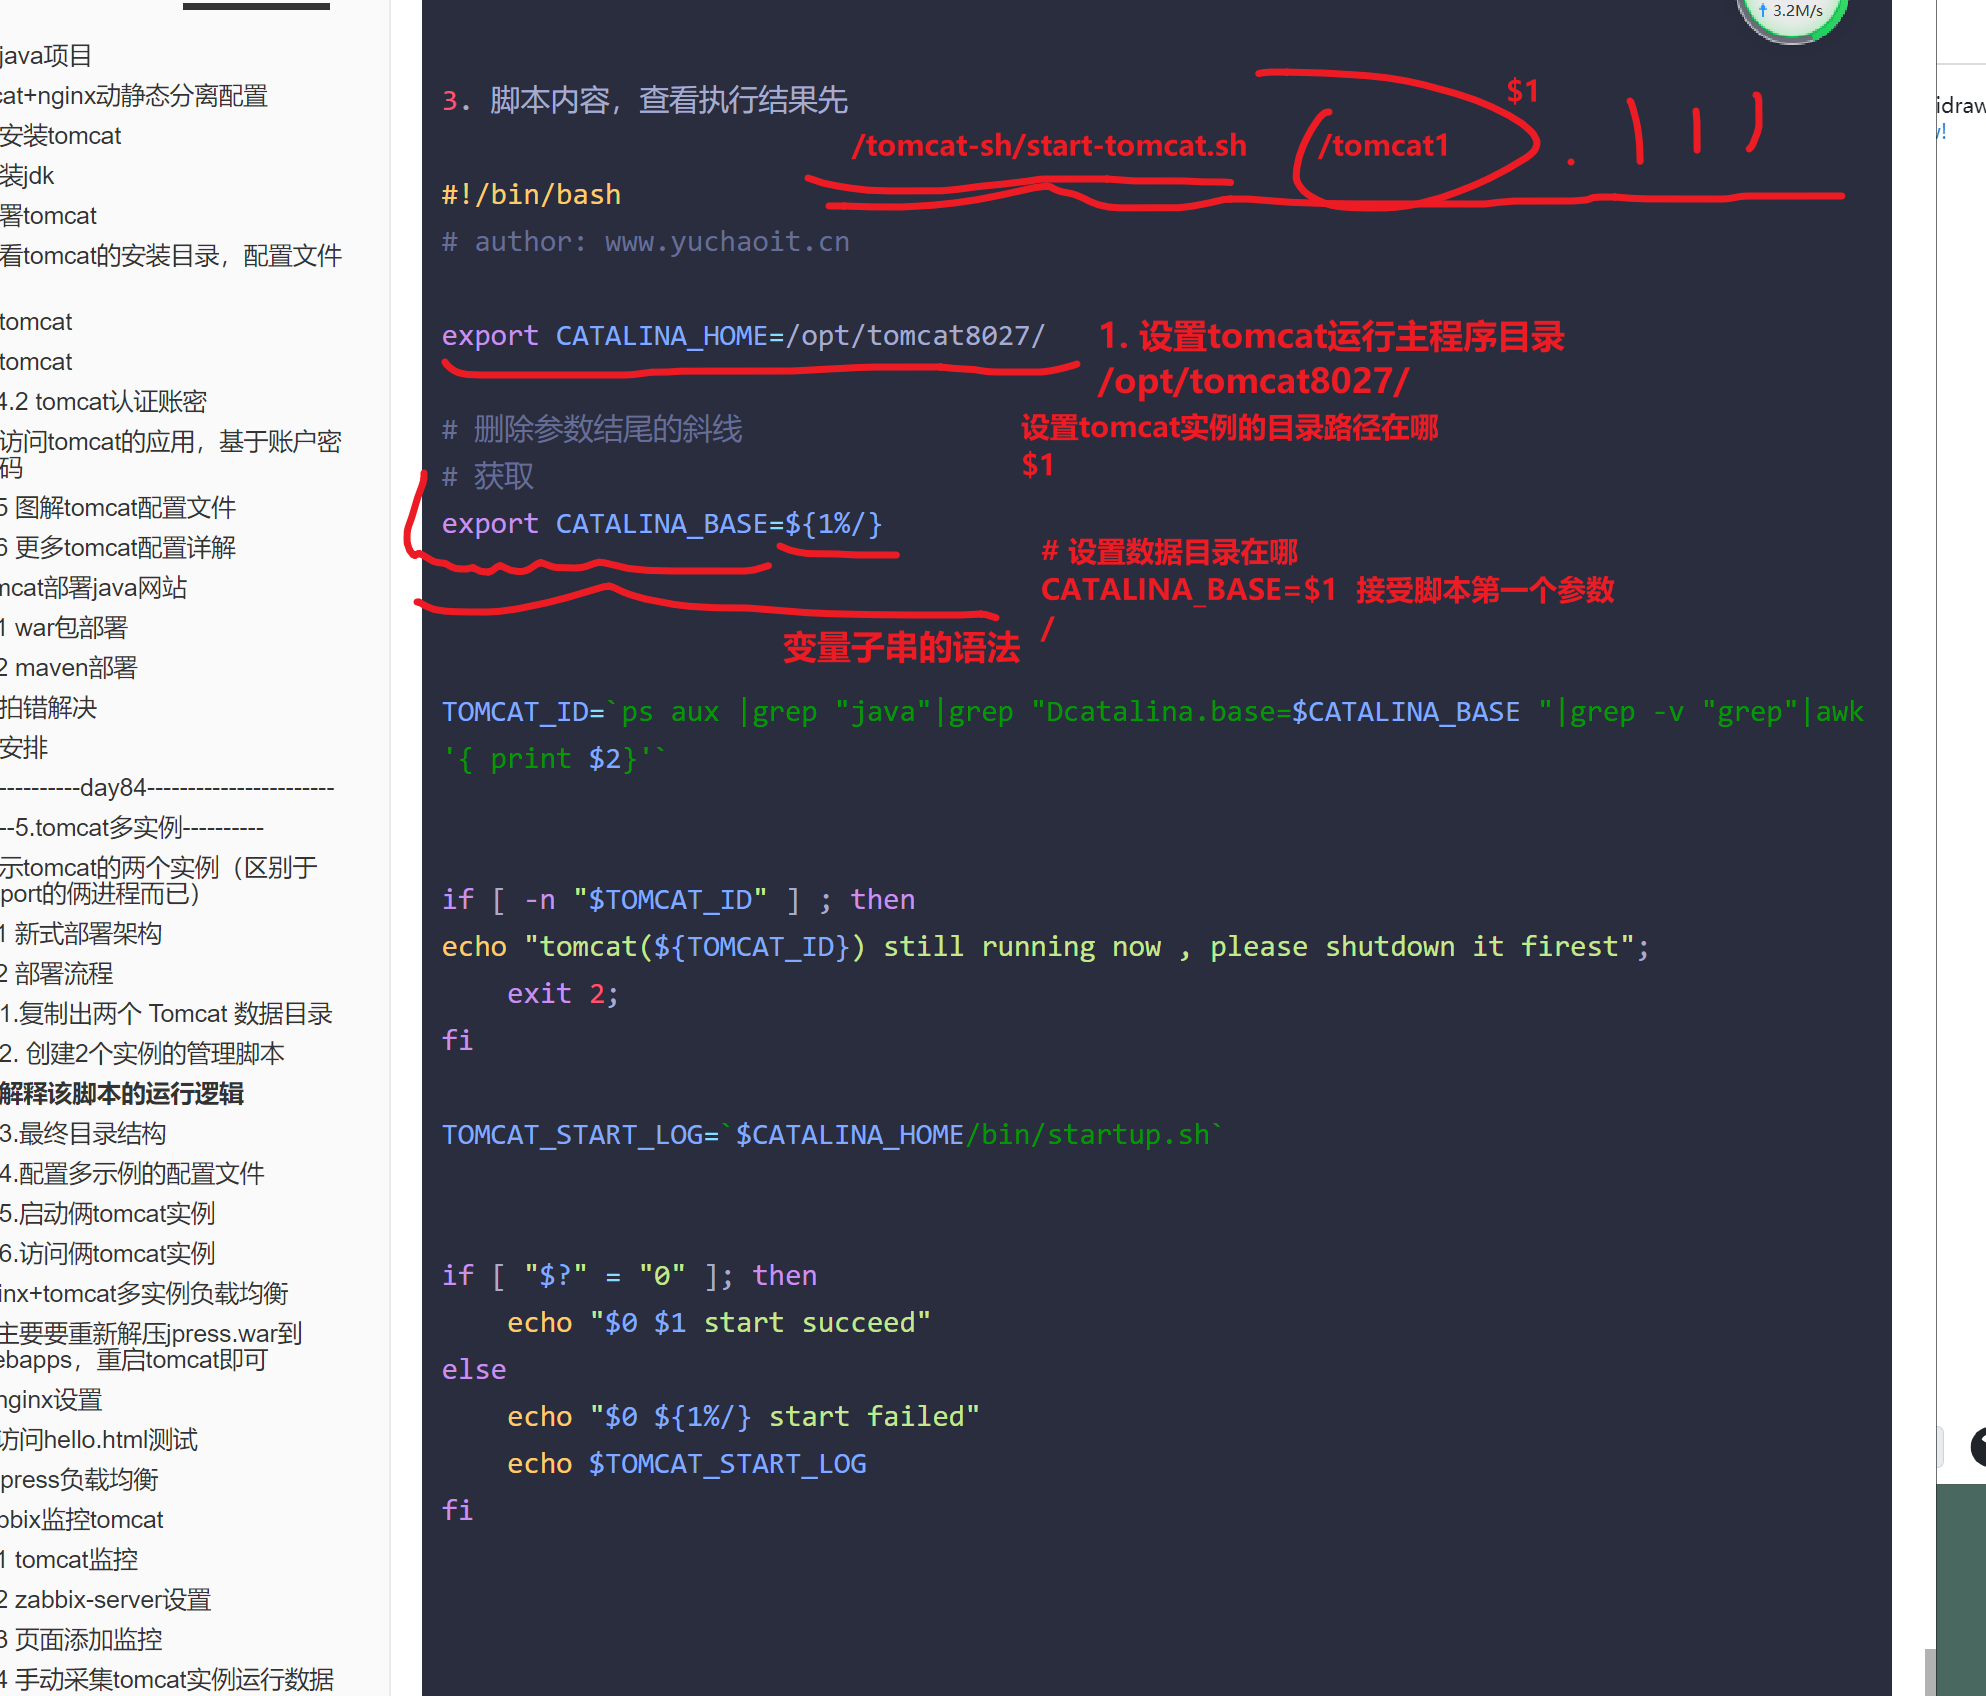 java项目
cat+nginx动静态分离配置
安装tomcat
装jdk
署tomcat
看tomcat的安装目录，配置文件
tomcat
tomcat
4.2 tomcat认证账密
访问tomcat的应用，基于账户密
码
5 图解tomcat配置文件
6 更多tomcat配置详解
mcat部署java网站
1 war包部署
2 maven部署
拍错解决
安排
----------day84-----------------------
--5.tomcat多实例----------
示tomcat的两个实例（区别于
port的俩进程而已）
1 新式部署架构
2 部署流程
1.复制出两个 Tomcat 数据目录
2. 创建2个实例的管理脚本
解释该脚本的运行逻辑
3.最终目录结构
4.配置多示例的配置文件
5.启动俩tomcat实例
6.访问俩tomcat实例
inx+tomcat多实例负载均衡
主要要重新解压jpress.war到
ebapps，重启tomcat即可
nginx设置
访问hello.html测试
press负载均衡
bbix监控tomcat
1 tomcat监控
2 zabbix-server设置
3 页面添加监控
4 手动采集tomcat实例运行数据
3.2M/s
3. 脚本内容，查看执行结果先
$1
/tomcat-sh/start-tomcat.sh /tomcat1
#!/bin/bash
# author: www.yuchaoit.cn
export CATALINA_HOME=/opt/tomcat8027/
1. 设置tomcat运行主程序目录
/opt/tomcat8027/
# 删除参数结尾的斜线
设置tomcat实例的目录路径在哪
$1
# 获取
export CATALINA_BASE=${1%/}
# 设置数据目录在哪
CATALINA_BASE=$1 接受脚本第一个参数
/
变量子串的语法
TOMCAT_ID=`ps aux |grep "java"|grep "Dcatalina.base=$CATALINA_BASE "|grep -v "grep"|awk
'{ print $2}'`
if [ -n "$TOMCAT_ID" ] ; then
echo "tomcat(${TOMCAT_ID}) still running now , please shutdown it firest";
exit 2;
fi
TOMCAT_START_LOG=`$CATALINA_HOME/bin/startup.sh`
if [ "$?" = "0" ]; then
echo "$0 $1 start succeed"
else
echo "$0 ${1%/} start failed"
echo $TOMCAT_START_LOG
fi
idraw
!